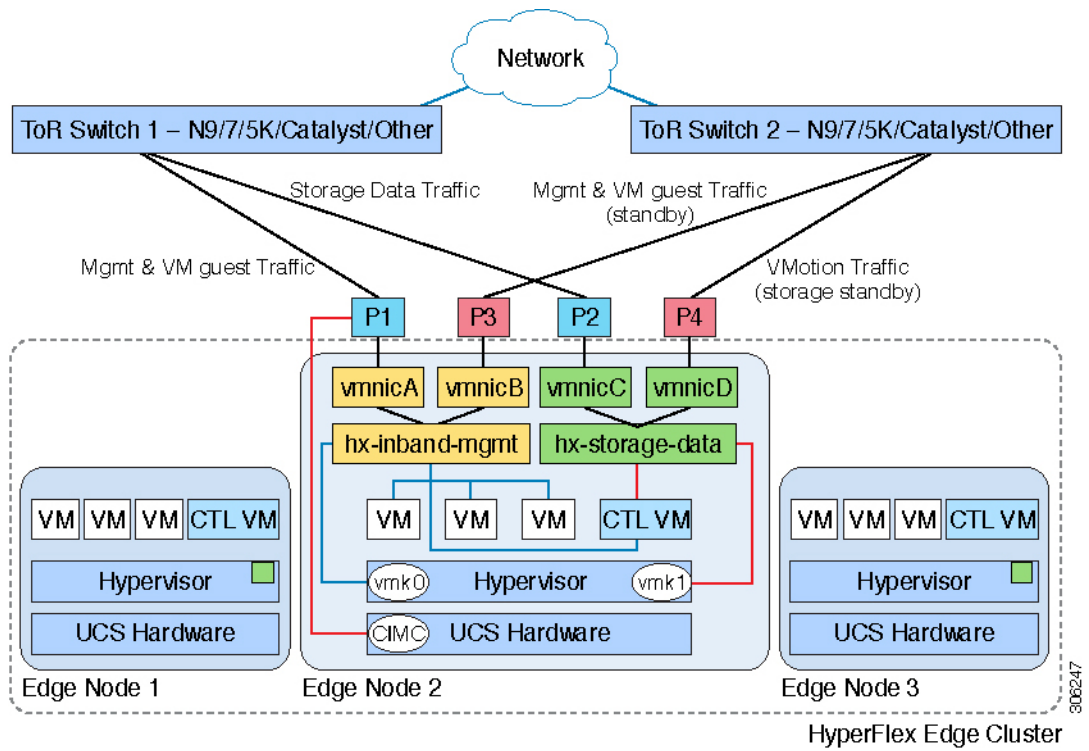 Network
ToR Switch 1 – N9/7/5K/Catalyst/Other
ToR Switch 2 – N9/7/5K/Catalyst/Other
Storage Data Traffic
Mgmt & VM guest Traffic
(standby)
Mgmt & VM guest Traffic
VMotion Traffic
(storage standby)
P1
P3
P2
P4
vmnicA
vmnicB
vmnicC
vmnicD
hx-inband-mgmt
hx-storage-data
VM
VM
VM
CTL VM
Hypervisor
UCS Hardware
Edge Node 1
VM
VM
VM
CTL VM
vmk0
Hypervisor
vmk1
CIMC
UCS Hardware
Edge Node 2
VM
VM
VM
CTL VM
Hypervisor
UCS Hardware
Edge Node 3
306247
HyperFlex Edge Cluster